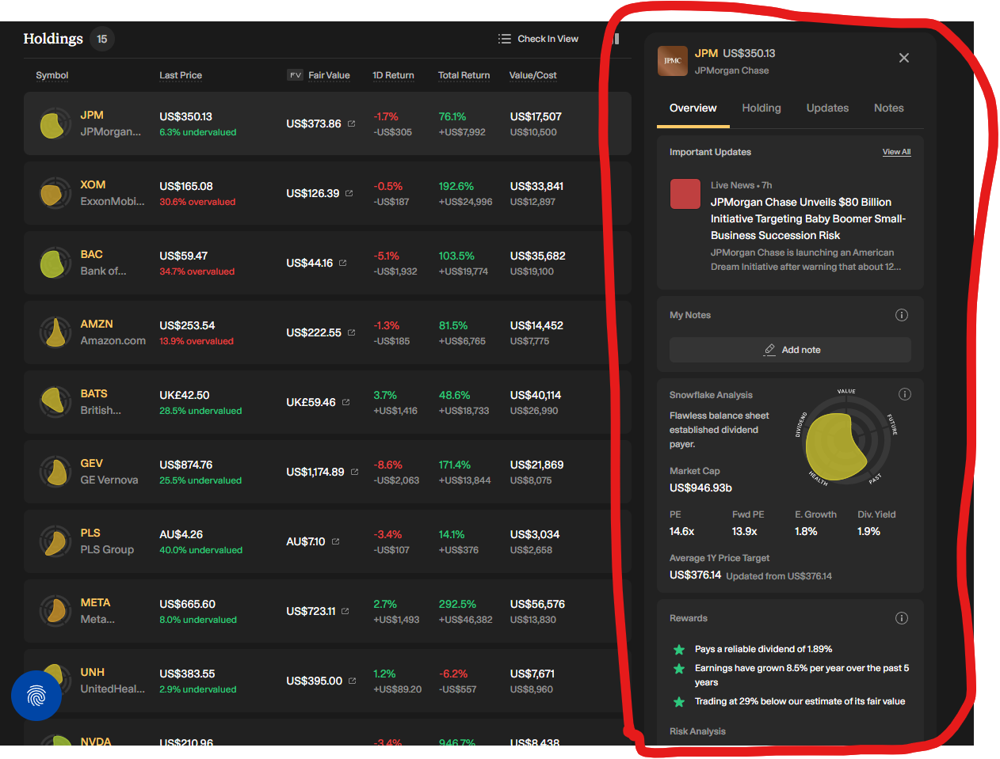 Holdings 15
Check In View
Symbol Last Price FV Fair Value 1D Return Total Return Value/Cost
JPM US$350.13 US$373.86 -1.7% 76.1% US$17,507
JPMorgan... 6.3% undervalued -US$305 +US$7,992 US$10,500
XOM US$165.08 US$126.39 -0.5% 192.6% US$33,841
ExxonMobi... 30.6% overvalued -US$187 +US$24,996 US$12,897
BAC US$59.47 US$44.16 -5.1% 103.5% US$35,682
Bank of... 34.7% overvalued -US$1,932 +US$19,774 US$19,100
AMZN US$253.54 US$222.55 -1.3% 81.5% US$14,452
Amazon.com 13.9% overvalued -US$185 +US$6,765 US$7,775
BATS UK£42.50 UK£59.46 3.7% 48.6% US$40,114
British... 28.5% undervalued +US$1,416 +US$18,733 US$26,990
GEV US$874.76 US$1,174.89 -8.6% 171.4% US$21,869
GE Vernova 25.5% undervalued -US$2,063 +US$13,844 US$8,075
PLS AU$4.26 AU$7.10 -3.4% 14.1% US$3,034
PLS Group 40.0% undervalued -US$107 +US$376 US$2,658
META US$665.60 US$723.11 2.7% 292.5% US$56,576
Meta... 8.0% undervalued +US$1,493 +US$46,382 US$13,830
UNH US$383.55 US$395.00 1.2% -6.2% US$7,671
UnitedHeal... 2.9% undervalued +US$89.20 -US$557 US$8,960
NVDA US$210.96 -3.4% 946.7% US$8,438
JPMC
JPM US$350.13
JPMorgan Chase
Overview Holding Updates Notes
Important Updates View All
Live News • 7h
JPMorgan Chase Unveils $80 Billion
Initiative Targeting Baby Boomer Small-
Business Succession Risk
JPMorgan Chase is launching an American
Dream Initiative after warning that about 12...
My Notes
Add note
Snowflake Analysis
Flawless balance sheet
established dividend
payer.
VALUE
FUTURE
PAST
HEALTH
DIVIDEND
Market Cap
US$946.93b
PE Fwd PE E. Growth Div. Yield
14.6x 13.9x 1.8% 1.9%
Average 1Y Price Target
US$376.14 Updated from US$376.14
Rewards
Pays a reliable dividend of 1.89%
Earnings have grown 8.5% per year over the past 5
years
Trading at 29% below our estimate of its fair value
Risk Analysis